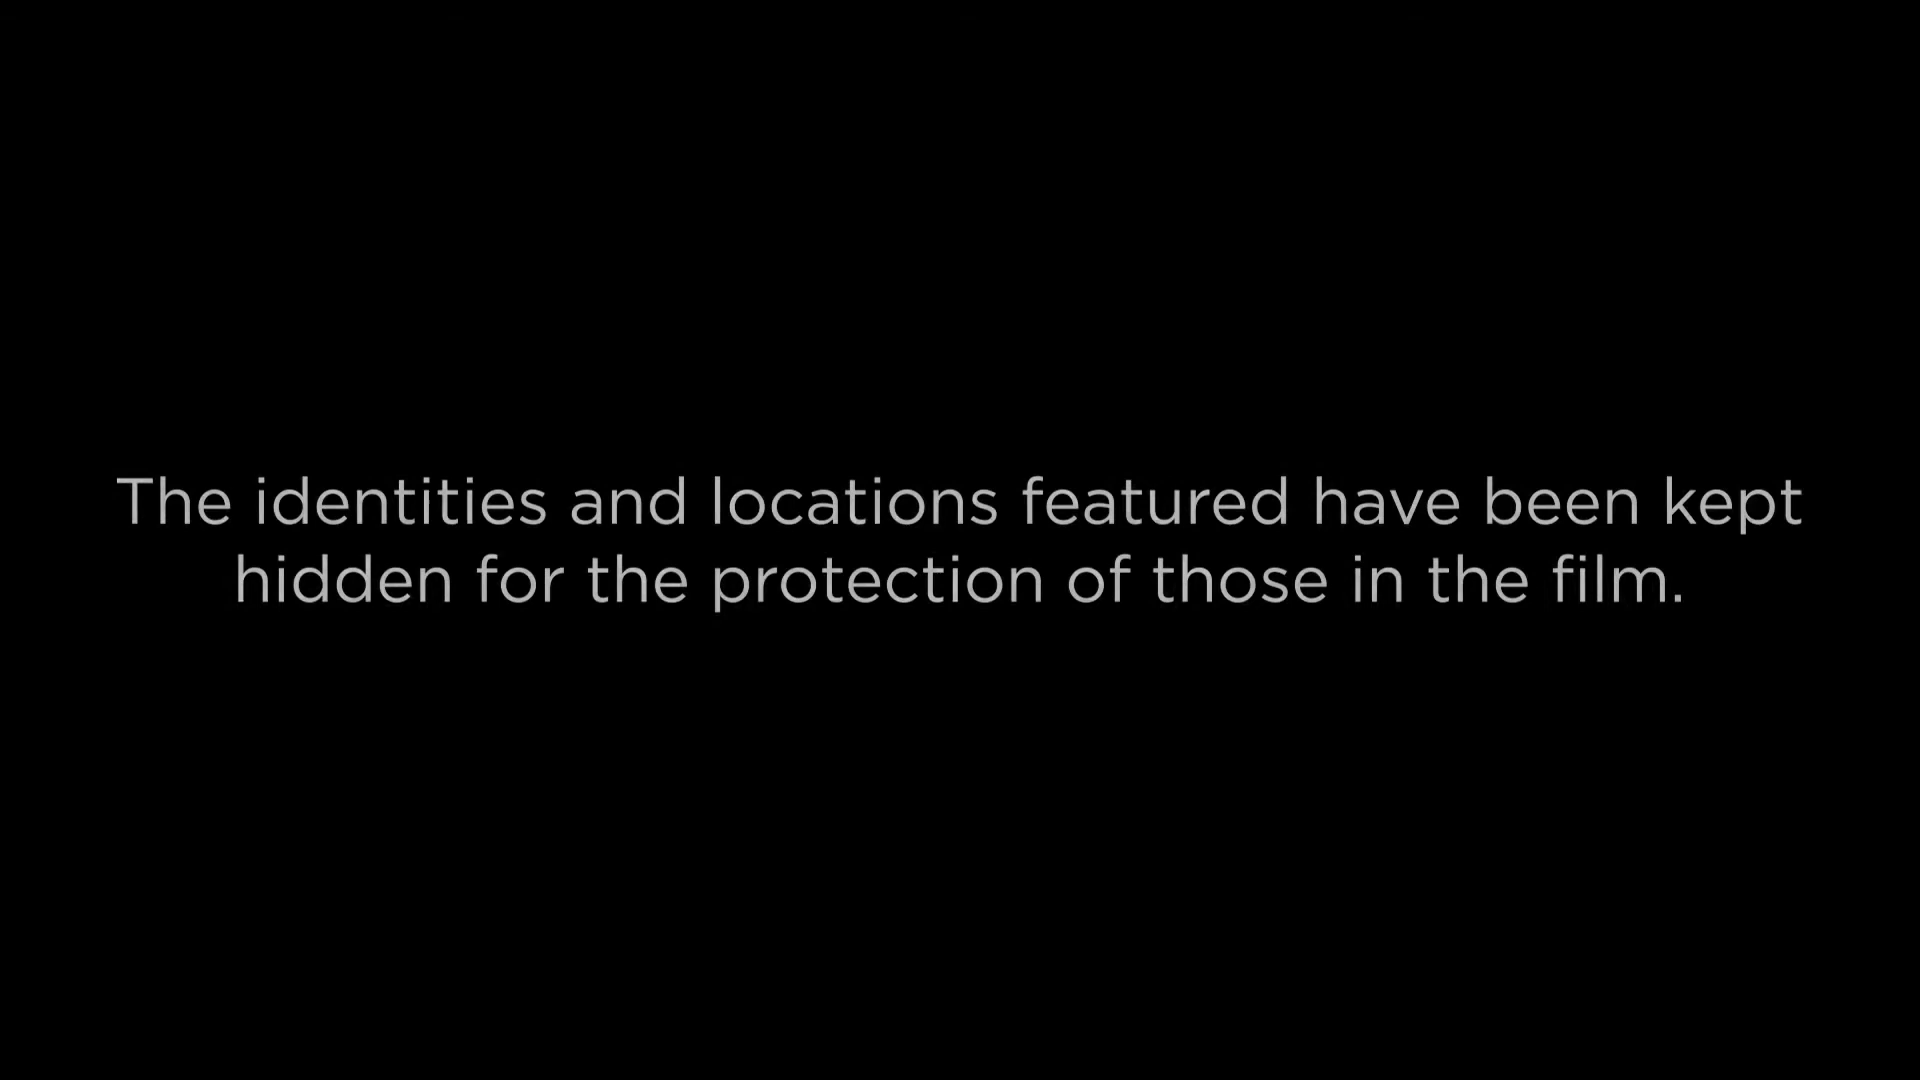 The identities and locations featured have been kept
hidden for the protection of those in the film.